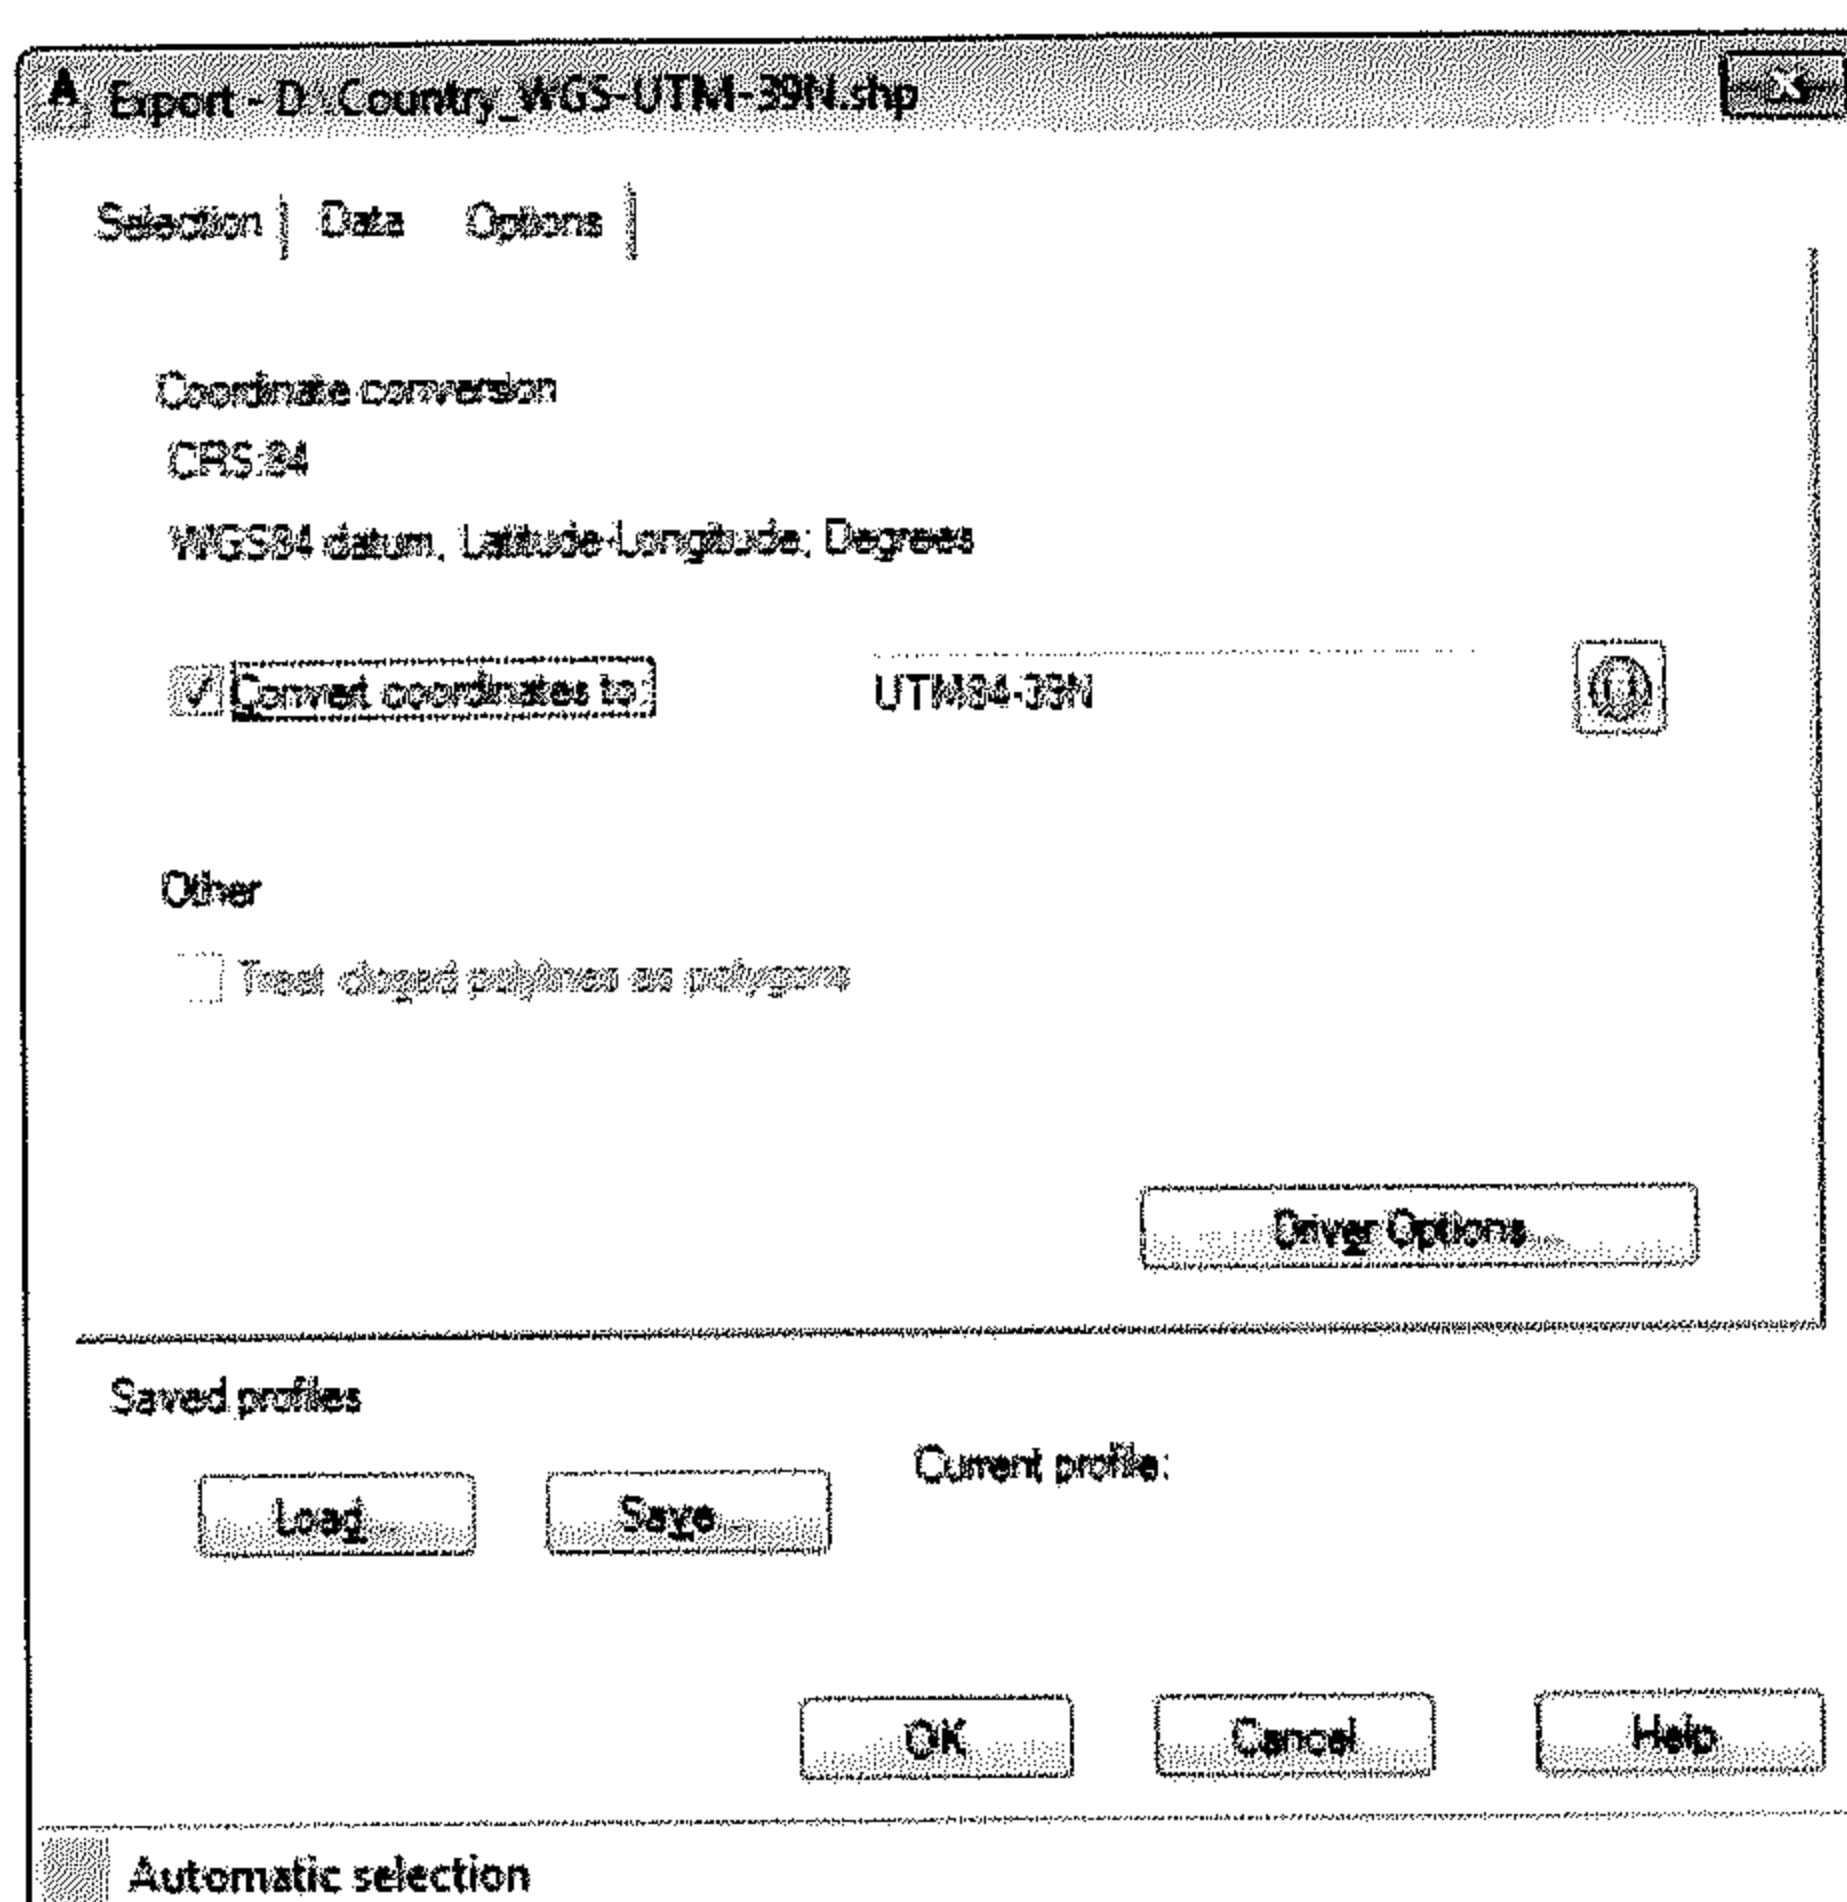 A Export - D:\Country_WGS-UTM-39N.shp X
Selection Data Options
Coordinate conversion
CRS:84
WGS84 datum, Latitude-Longitude; Degrees
Convert coordinates to: UTM84-39N
Other
Treat closed polylines as polygons
Driver Options...
Saved profiles
Current profile:
Load... Save...
OK Cancel Help
Automatic selection